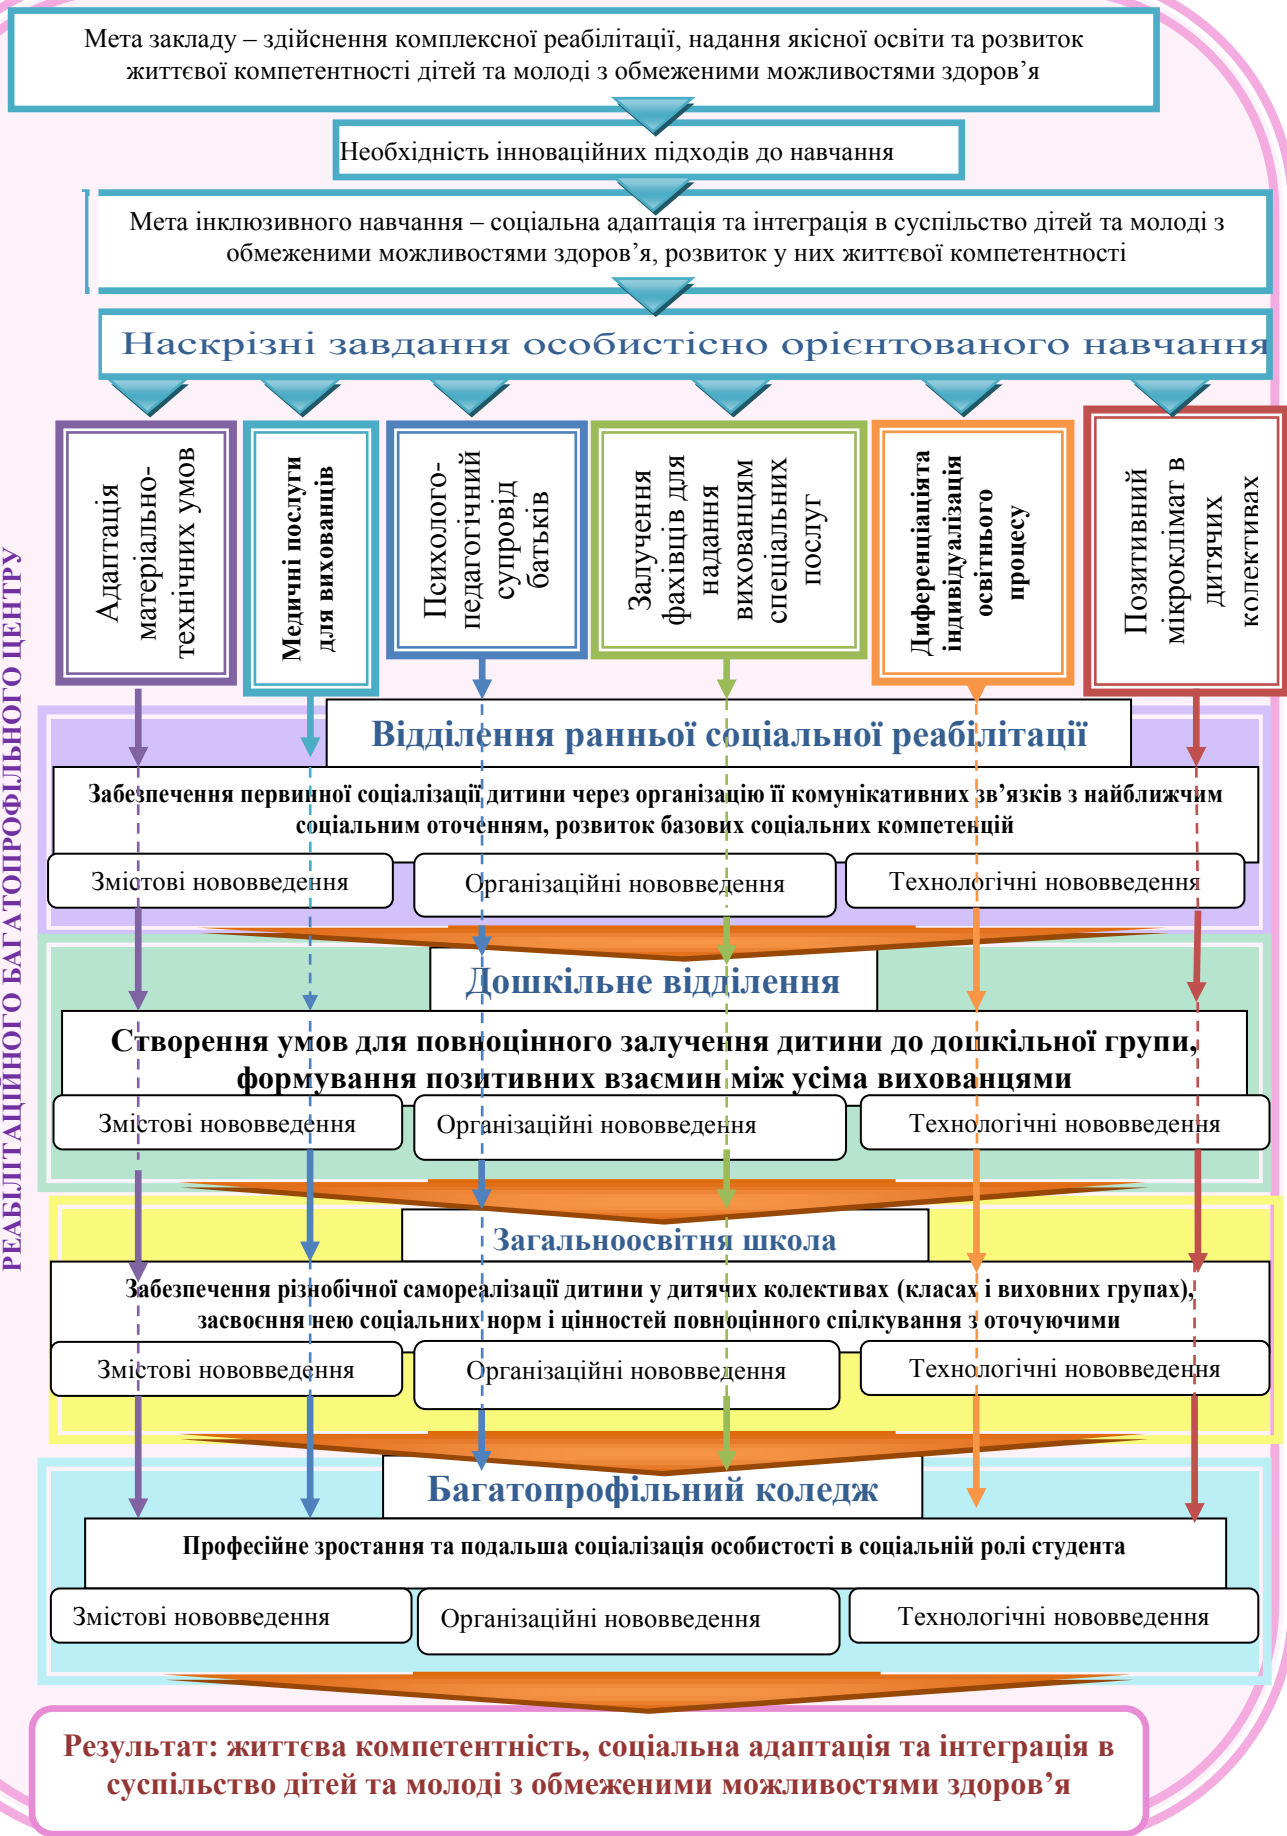 Мета закладу – здійснення комплексної реабілітації, надання якісної освіти та розвиток
життєвої компетентності дітей та молоді з обмеженими можливостями здоров’я
Необхідність інноваційних підходів до навчання
Мета інклюзивного навчання – соціальна адаптація та інтеграція в суспільство дітей та молоді з
обмеженими можливостями здоров’я, розвиток у них життєвої компетентності
Наскрізні завдання особистісно орієнтованого навчання
Адаптація
матеріально-
технічних умов
Медичні послуги
для вихованців
Психолого-
педагогічний
супровід
батьків
Залучення
фахівців для
надання
вихованцям
спеціальних
послуг
Диференціаціята
індивідуалізація
освітнього
процесу
Позитивний
мікроклімат в
дитячих
колективах
РЕАБІЛІТАЦІЙНОГО БАГАТОПРОФІЛЬНОГО ЦЕНТРУ
Відділення ранньої соціальної реабілітації
Забезпечення первинної соціалізації дитини через організацію її комунікативних зв’язків з найближчим
соціальним оточенням, розвиток базових соціальних компетенцій
Змістові нововведення
Організаційні нововведення
Технологічні нововведення
Дошкільне відділення
Створення умов для повноцінного залучення дитини до дошкільної групи,
формування позитивних взаємин між усіма вихованцями
Змістові нововведення
Організаційні нововведення
Технологічні нововведення
Загальноосвітня школа
Забезпечення різнобічної самореалізації дитини у дитячих колективах (класах і виховних групах),
засвоєння нею соціальних норм і цінностей повноцінного спілкування з оточуючими
Змістові нововведення
Організаційні нововведення
Технологічні нововведення
Багатопрофільний коледж
Професійне зростання та подальша соціалізація особистості в соціальній ролі студента
Змістові нововведення
Організаційні нововведення
Технологічні нововведення
Результат: життєва компетентність, соціальна адаптація та інтеграція в
суспільство дітей та молоді з обмеженими можливостями здоров’я